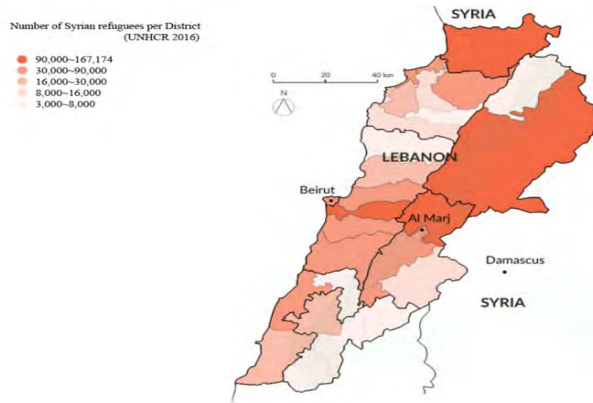 Number of Syrian refuguees per District
(UNHCR 2016)
90,000~167,174
30,000~90,000
16,000~30,000
8,000~16,000
3,000~8,000
SYRIA
0 20 40 km
N
LEBANON
Beirut
Al Marj
Damascus
SYRIA